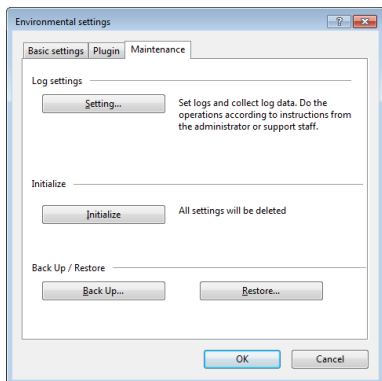 Environmental settings
Basic settings Plugin Maintenance
Log settings
Setting... Set logs and collect log data. Do the
operations according to instructions from
the administrator or support staff.
Initialize
Initialize All settings will be deleted
Back Up / Restore
Back Up... Restore...
OK Cancel